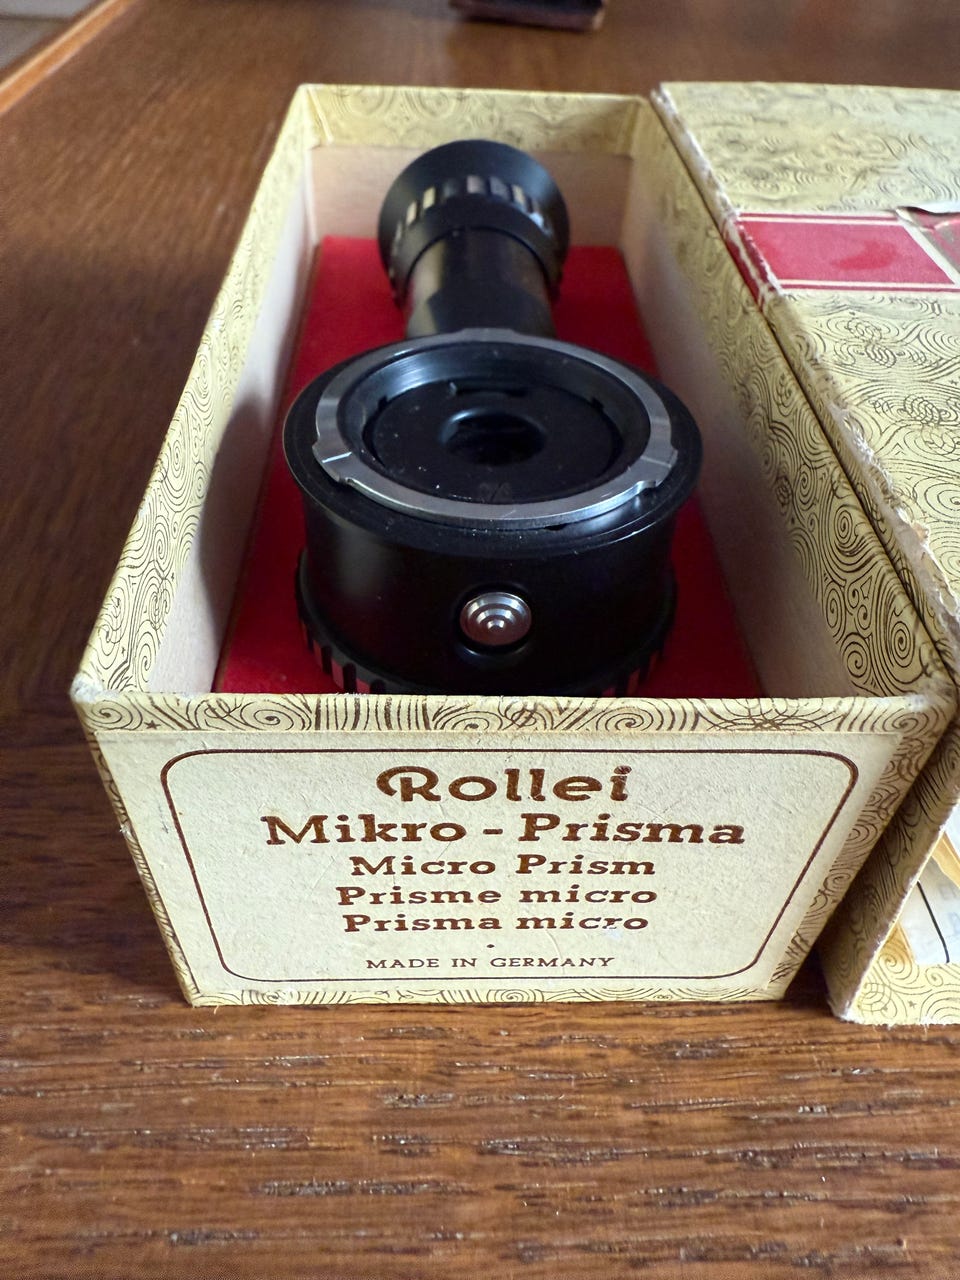 Rollei
Mikro - Prisma
Micro Prism
Prisme micro
Prisma micro
MADE IN GERMANY